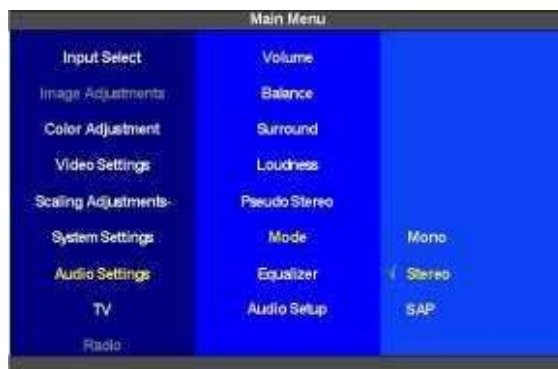 Main Menu
Input Select
Image Adjustments
Color Adjustment
Video Settings
Scaling Adjustments-
System Settings
Audio Settings
TV
Radio
Volume
Balance
Surround
Loudness
Pseudo Stereo
Mode
Equalizer
Audio Setup
Mono
√ Stereo
SAP